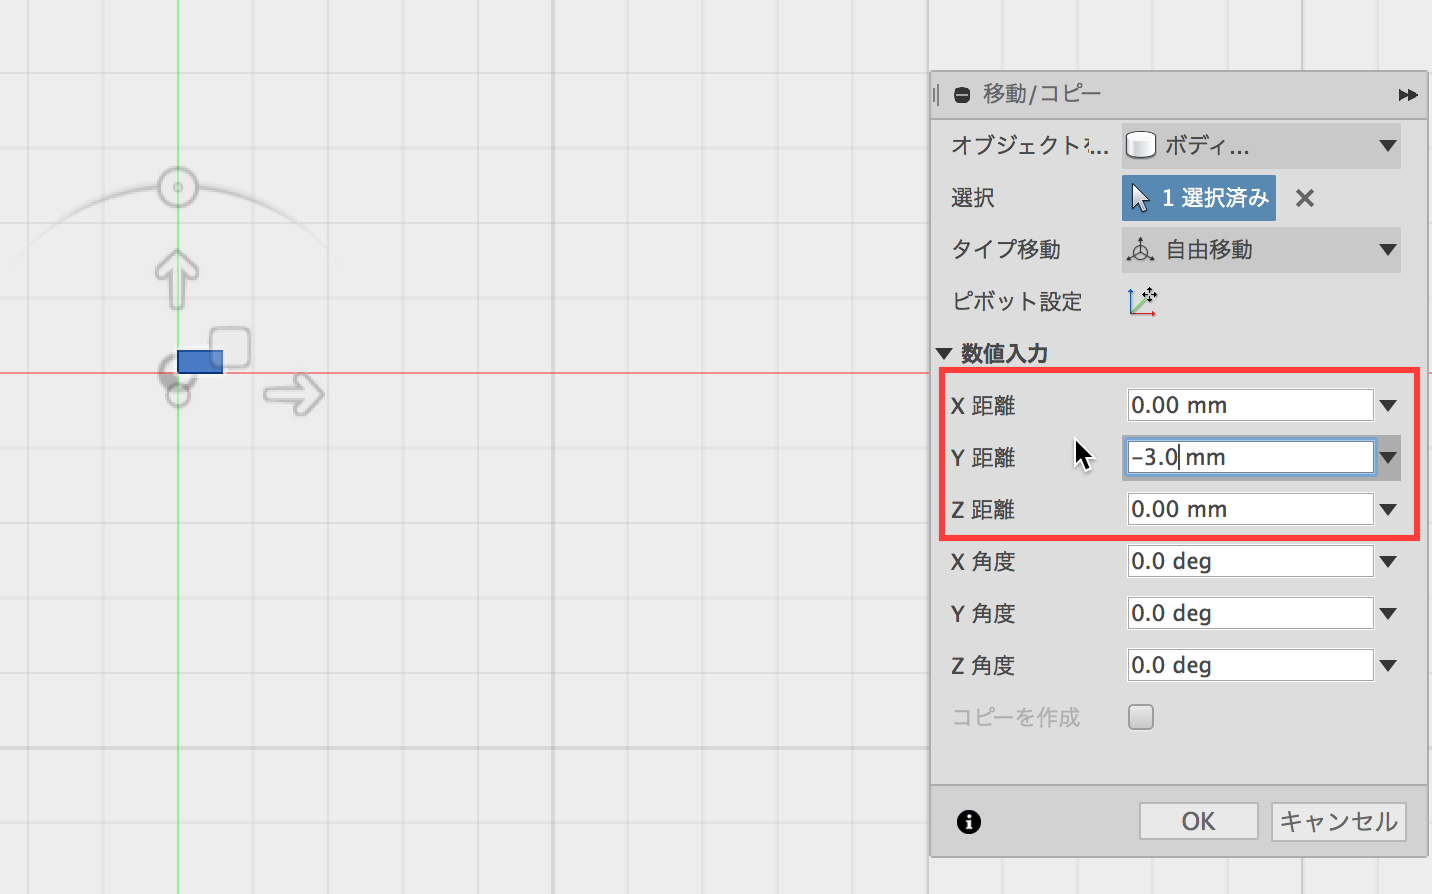 移動/コピー
オブジェクトを... ボディ...
選択 1 選択済み
タイプ移動 自由移動
ピボット設定
数値入力
X 距離 0.00 mm
Y 距離 -3.0 mm
Z 距離 0.00 mm
X 角度 0.0 deg
Y 角度 0.0 deg
Z 角度 0.0 deg
コピーを作成
OK キャンセル